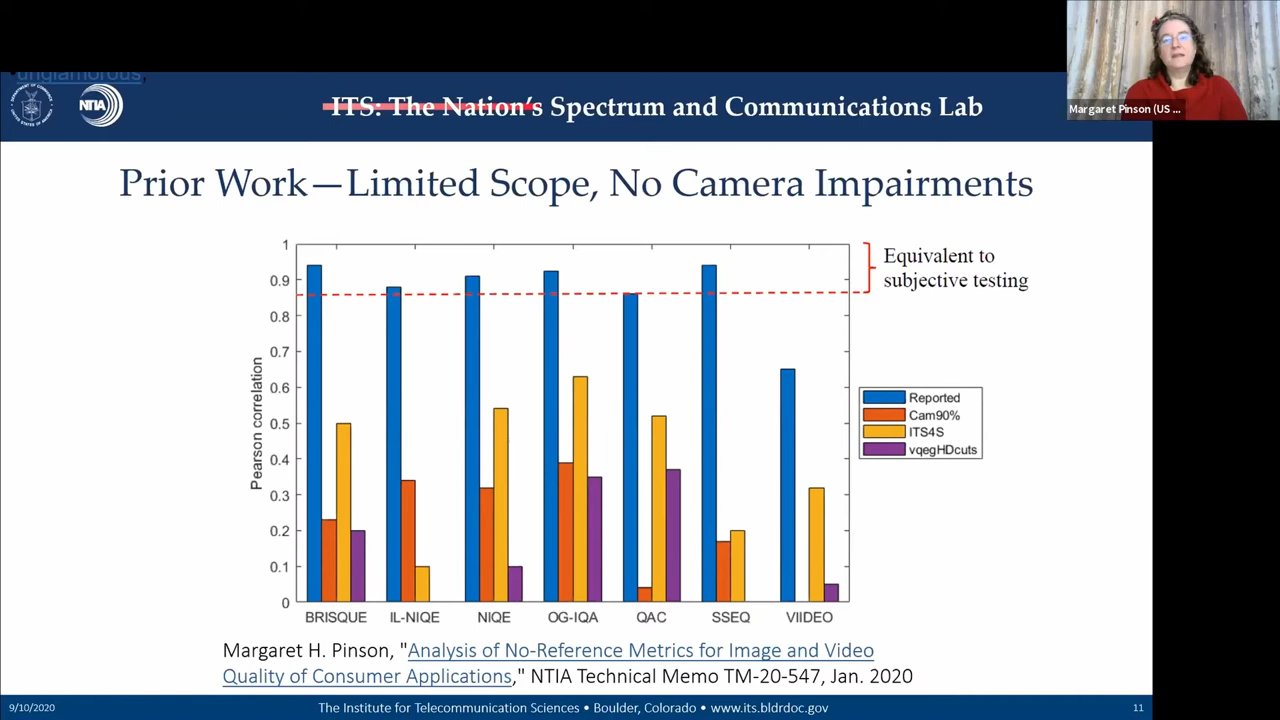 unglamorous,
NTIA
ITS: The Nation's Spectrum and Communications Lab
Margaret Pinson (US ...
Prior Work—Limited Scope, No Camera Impairments
Equivalent to
subjective testing
1
0.9
0.8
0.7
0.6
0.5
0.4
0.3
0.2
0.1
0
Pearson correlation
Reported
Cam90%
ITS4S
vqegHDcuts
BRISQUE IL-NIQE NIQE OG-IQA QAC SSEQ VIIDEO
Margaret H. Pinson, "Analysis of No-Reference Metrics for Image and Video
Quality of Consumer Applications," NTIA Technical Memo TM-20-547, Jan. 2020
9/10/2020 The Institute for Telecommunication Sciences • Boulder, Colorado • www.its.bldrdoc.gov 11